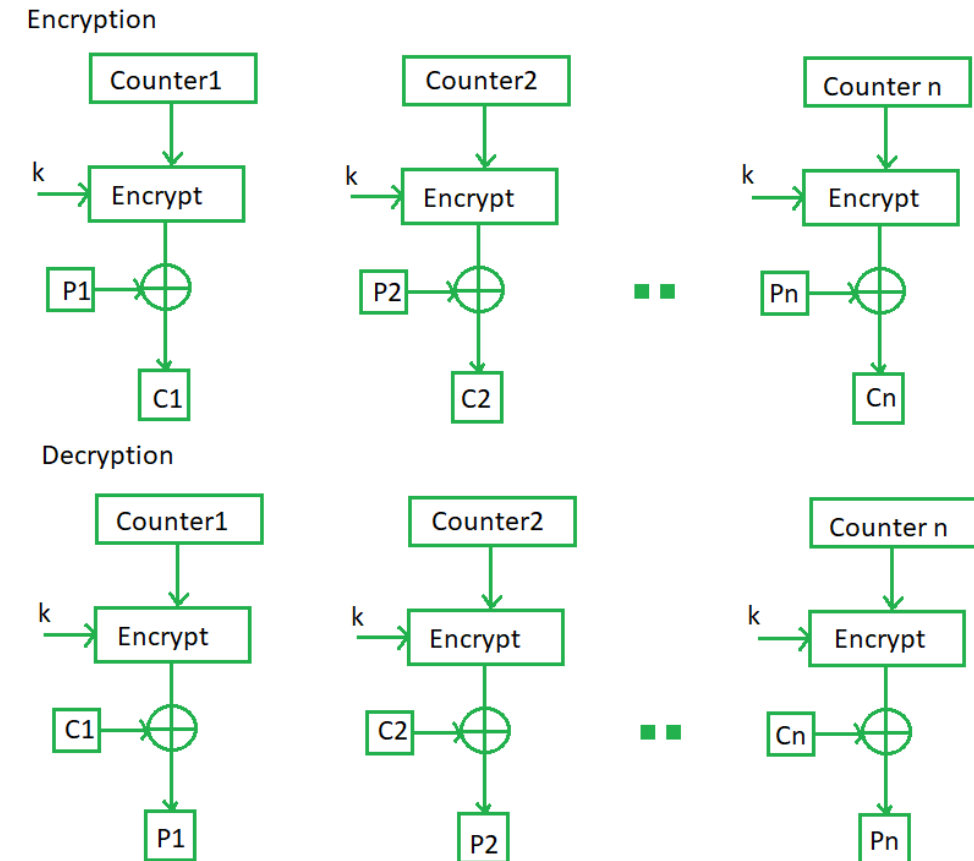 Encryption
Counter1 Counter2 Counter n
k Encrypt k Encrypt k Encrypt
P1 P2 Pn
C1 C2 Cn
Decryption
Counter1 Counter2 Counter n
k Encrypt k Encrypt k Encrypt
C1 C2 Cn
P1 P2 Pn